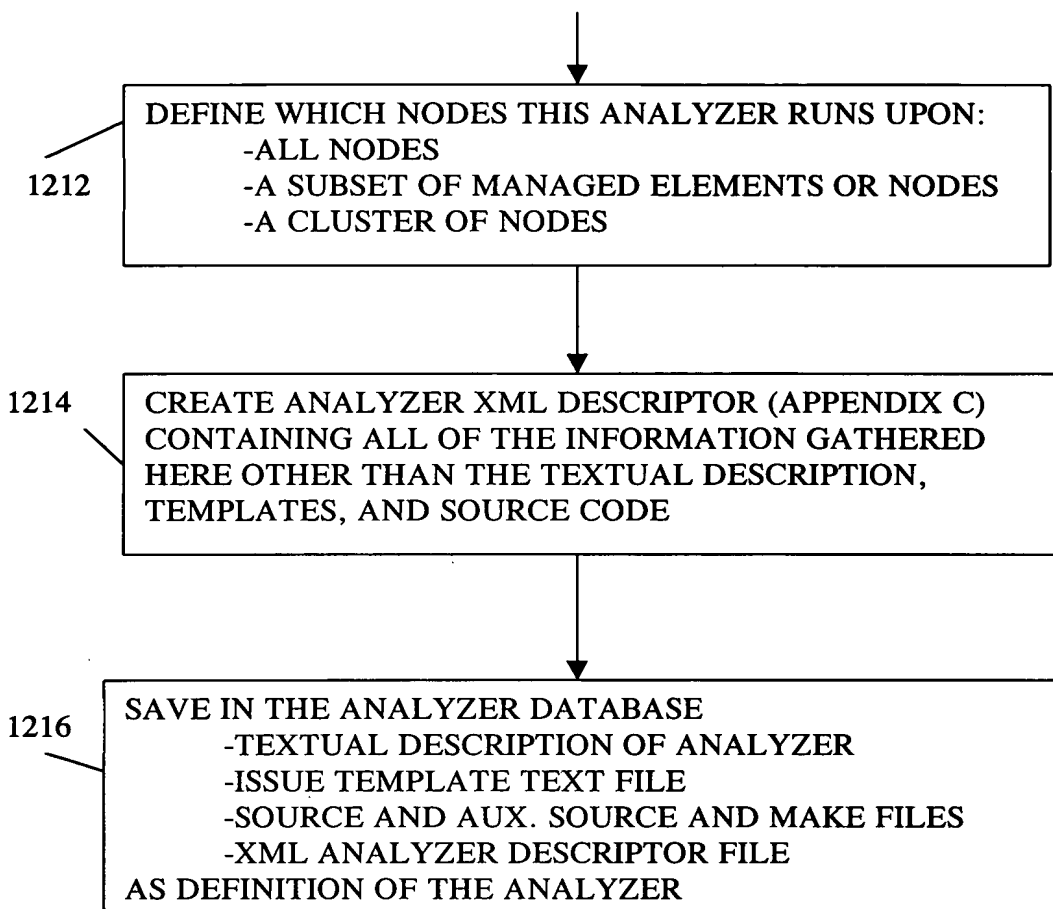 DEFINE WHICH NODES THIS ANALYZER RUNS UPON:
-ALL NODES
-A SUBSET OF MANAGED ELEMENTS OR NODES
-A CLUSTER OF NODES
1212
1214
CREATE ANALYZER XML DESCRIPTOR (APPENDIX C)
CONTAINING ALL OF THE INFORMATION GATHERED
HERE OTHER THAN THE TEXTUAL DESCRIPTION,
TEMPLATES, AND SOURCE CODE
1216
SAVE IN THE ANALYZER DATABASE
-TEXTUAL DESCRIPTION OF ANALYZER
-ISSUE TEMPLATE TEXT FILE
-SOURCE AND AUX. SOURCE AND MAKE FILES
-XML ANALYZER DESCRIPTOR FILE
AS DEFINITION OF THE ANALYZER